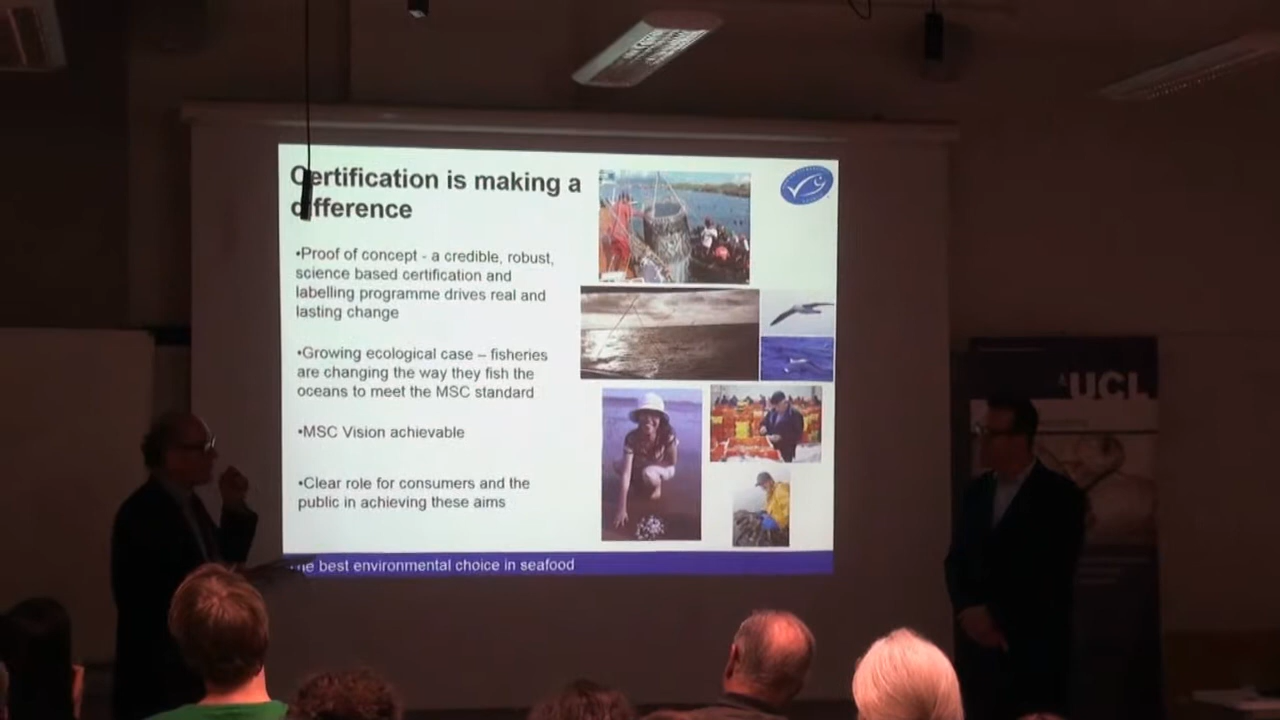 Certification is making a
difference
•Proof of concept - a credible, robust,
science based certification and
labelling programme drives real and
lasting change
•Growing ecological case – fisheries
are changing the way they fish the
oceans to meet the MSC standard
•MSC Vision achievable
•Clear role for consumers and the
public in achieving these aims
The best environmental choice in seafood
UCL